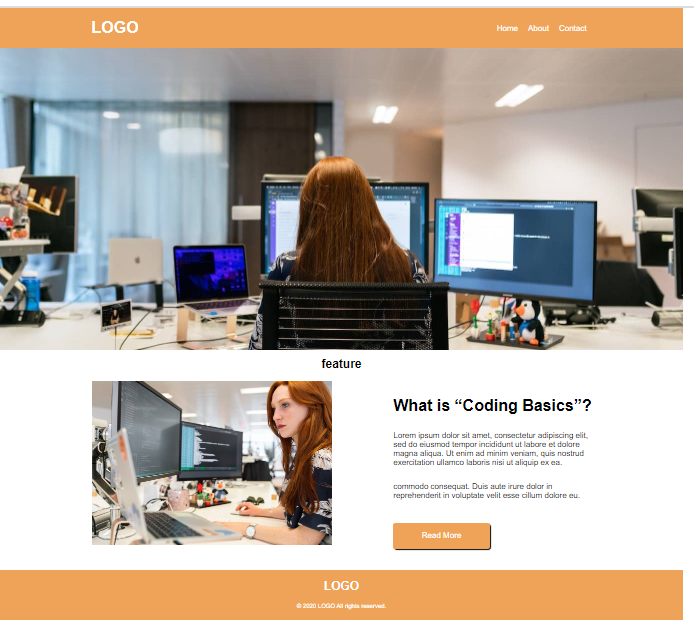 LOGO
Home About Contact
feature
What is “Coding Basics”?
Lorem ipsum dolor sit amet, consectetur adipiscing elit,
sed do eiusmod tempor incididunt ut labore et dolore
magna aliqua. Ut enim ad minim veniam, quis nostrud
exercitation ullamco laboris nisi ut aliquip ex ea.
commodo consequat. Duis aute irure dolor in
reprehenderit in voluptate velit esse cillum dolore eu.
Read More
LOGO
© 2020 LOGO All rights reserved.